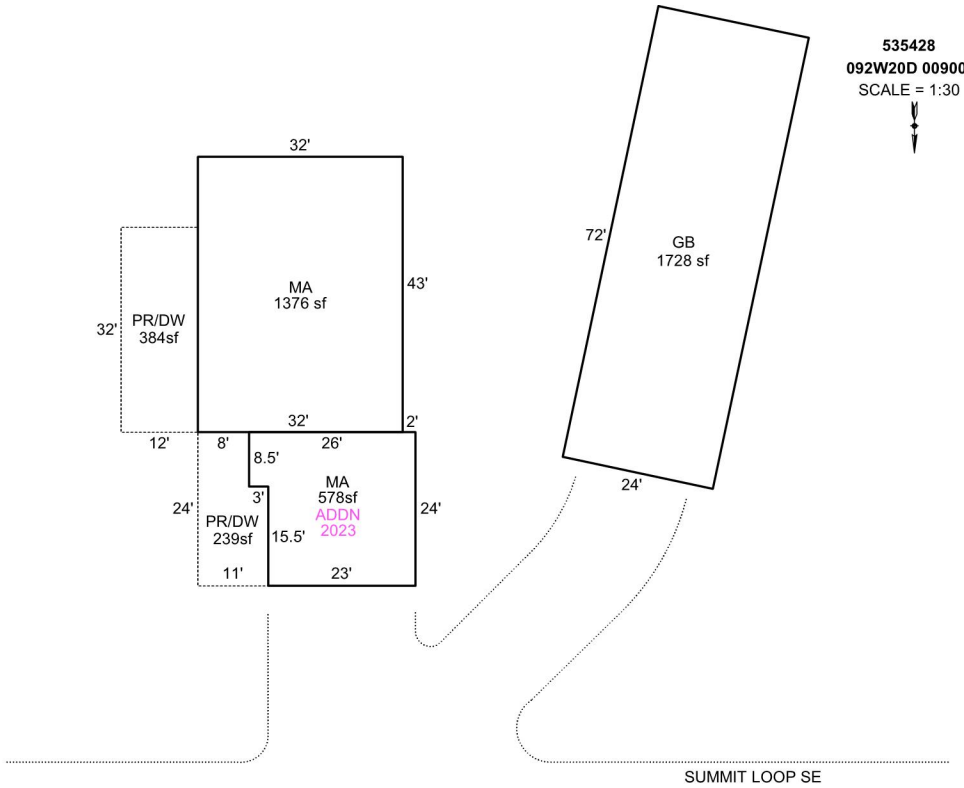 535428
092W20D 00900
SCALE = 1:30
32'
72'
GB
1728 sf
MA
1376 sf
43'
32'
PR/DW
384sf
32'
2'
12'
8'
26'
8.5'
MA
578sf
ADDN
2023
3'
24'
24'
24'
PR/DW
239sf
15.5'
11'
23'
SUMMIT LOOP SE